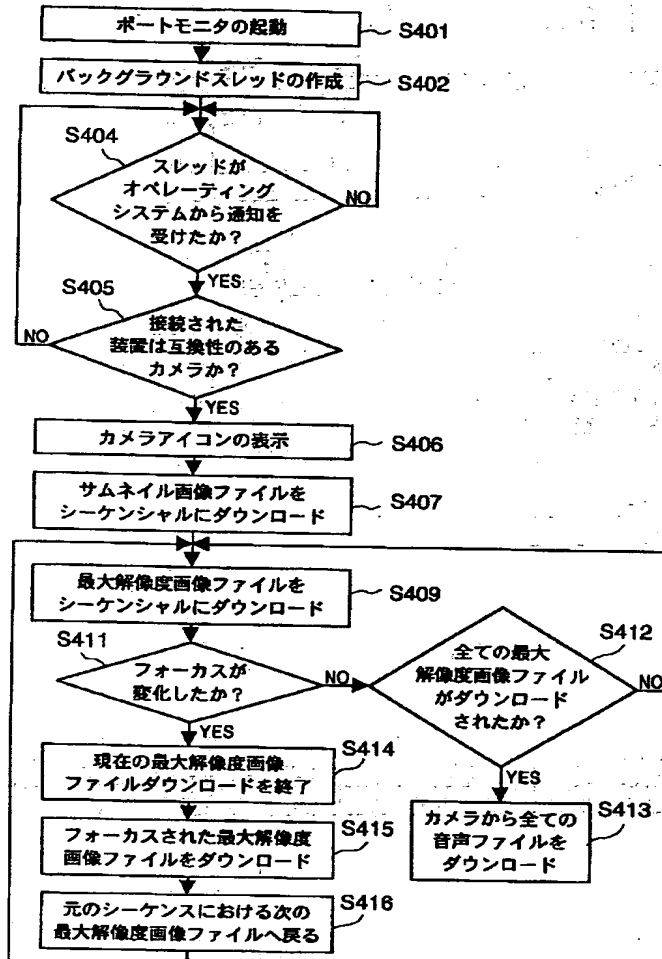 ポートモニタの起動
S401
バックグラウンドスレッドの作成
S402
S404
スレッドが
オペレーティング
システムから通知を
受けたか？
NO
YES
S405
接続された
装置は互換性のある
カメラか？
NO
YES
カメラアイコンの表示
S406
サムネイル画像ファイルを
シーケンシャルにダウンロード
S407
最大解像度画像ファイルを
シーケンシャルにダウンロード
S409
S411
フォーカスが
変化したか？
NO
YES
S412
全ての最大
解像度画像ファイル
がダウンロード
されたか？
NO
YES
S413
カメラから全ての
音声ファイルを
ダウンロード
S414
現在の最大解像度画像
ファイルダウンロードを終了
S415
フォーカスされた最大解像度
画像ファイルをダウンロード
S416
元のシーケンスにおける次の
最大解像度画像ファイルへ戻る